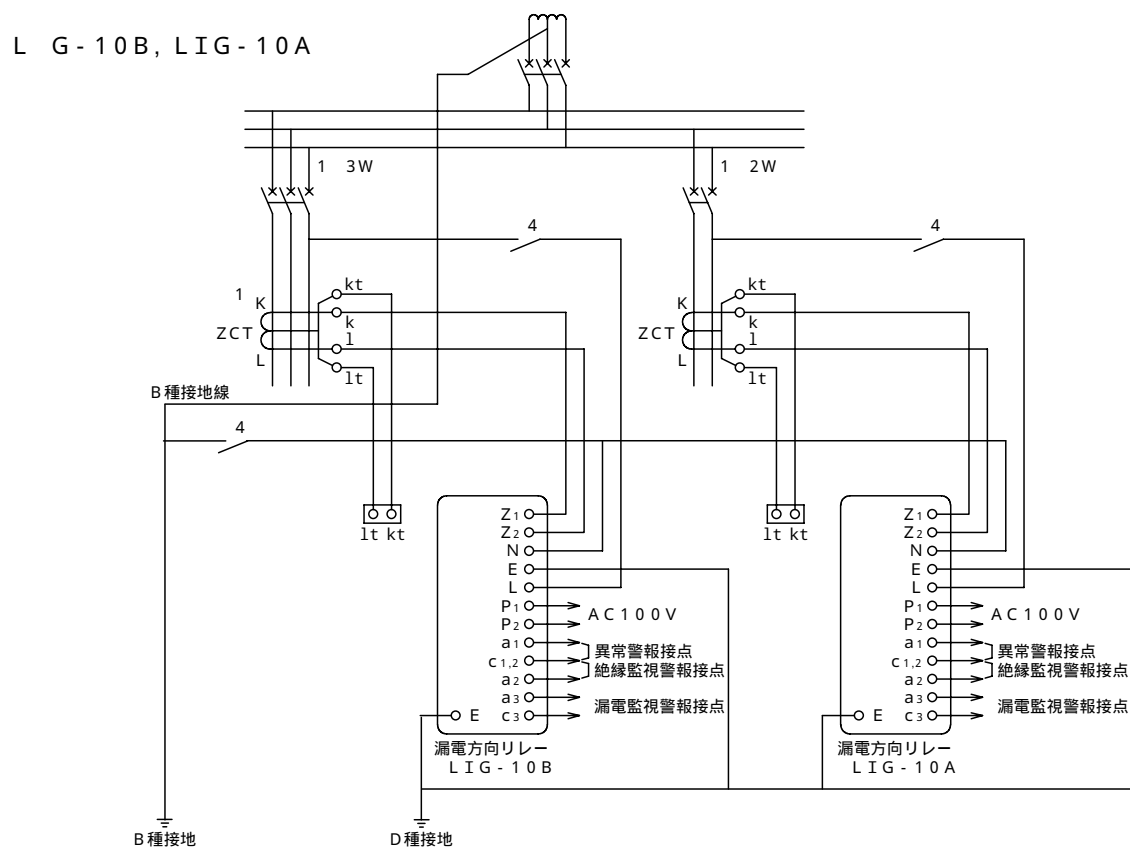 L G-10B, LIG-10A
1 3W
1 2W
4
4
1
K
ZCT
L
kt
k
l
lt
K
ZCT
L
kt
k
l
lt
B種接地線
4
lt kt
lt kt
Z1
Z2
N
E
L
P1
P2
a1
c1,2
a2
a3
c3
E
AC100V
異常警報接点
絶縁監視警報接点
漏電監視警報接点
漏電方向リレー
LIG-10B
Z1
Z2
N
E
L
P1
P2
a1
c1,2
a2
a3
c3
E
AC100V
異常警報接点
絶縁監視警報接点
漏電監視警報接点
漏電方向リレー
LIG-10A
B種接地
D種接地